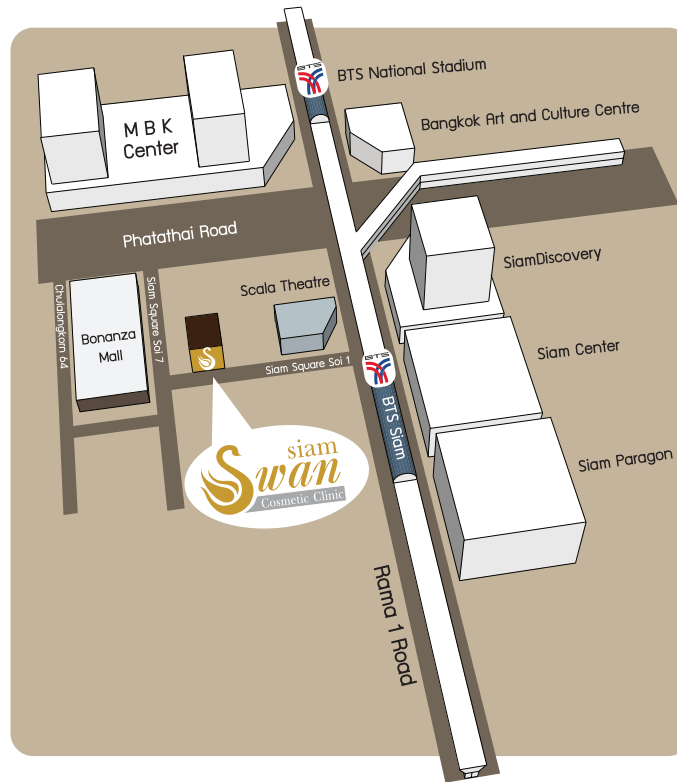 BTS
BTS National Stadium
M B K
Center
Bangkok Art and Culture Centre
Phatathai Road
SiamDiscovery
Chulalongkorn 64
Siam Square Soi 7
Scala Theatre
Bonanza
Mall
Siam Square Soi 1
BTS
Siam Center
BTS Siam
siam
Swan
Cosmetic Clinic
Siam Paragon
Rama 1 Road